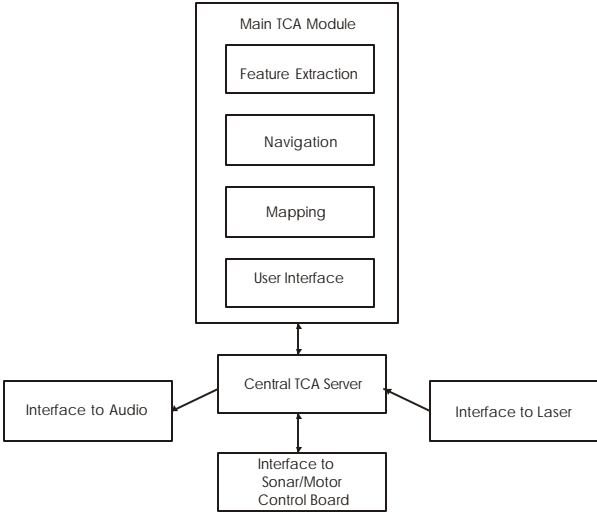 Main TCA Module
Feature Extraction
Navigation
Mapping
User Interface
Central TCA Server
Interface to Audio
Interface to Laser
Interface to
Sonar/Motor
Control Board